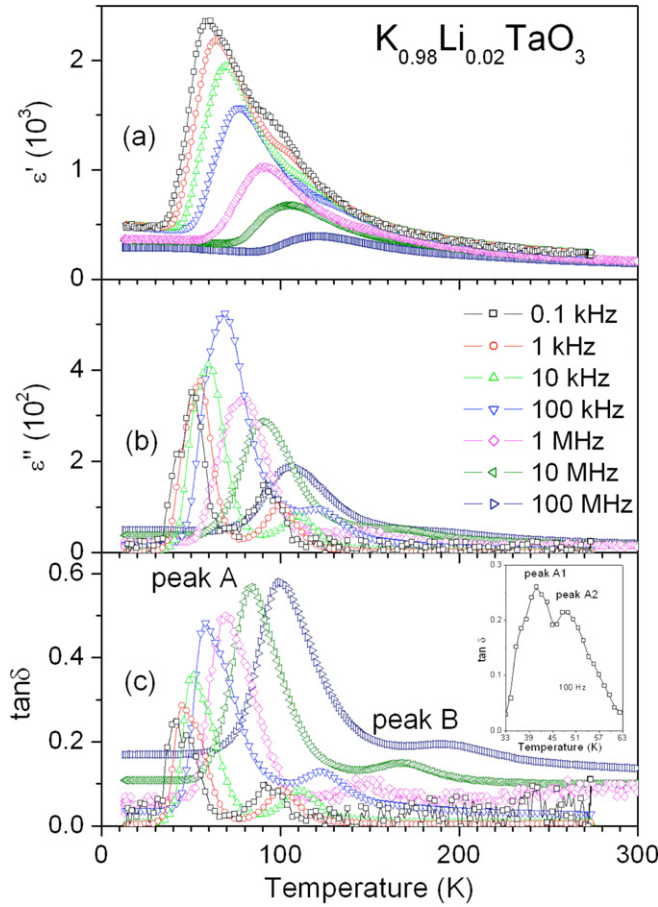 K0.98Li0.02TaO3
2
1
0
ε' (10³)
(a)
4
2
0
ε'' (10²)
(b)
0.1 kHz
1 kHz
10 kHz
100 kHz
1 MHz
10 MHz
100 MHz
0.6
0.4
0.2
0.0
tanδ
peak A
(c)
peak B
0.3
0.2
0.1
0.0
tan δ
peak A1
peak A2
100 Hz
33 39 45 51 57 63
Temperature (K)
0 100 200 300
Temperature (K)